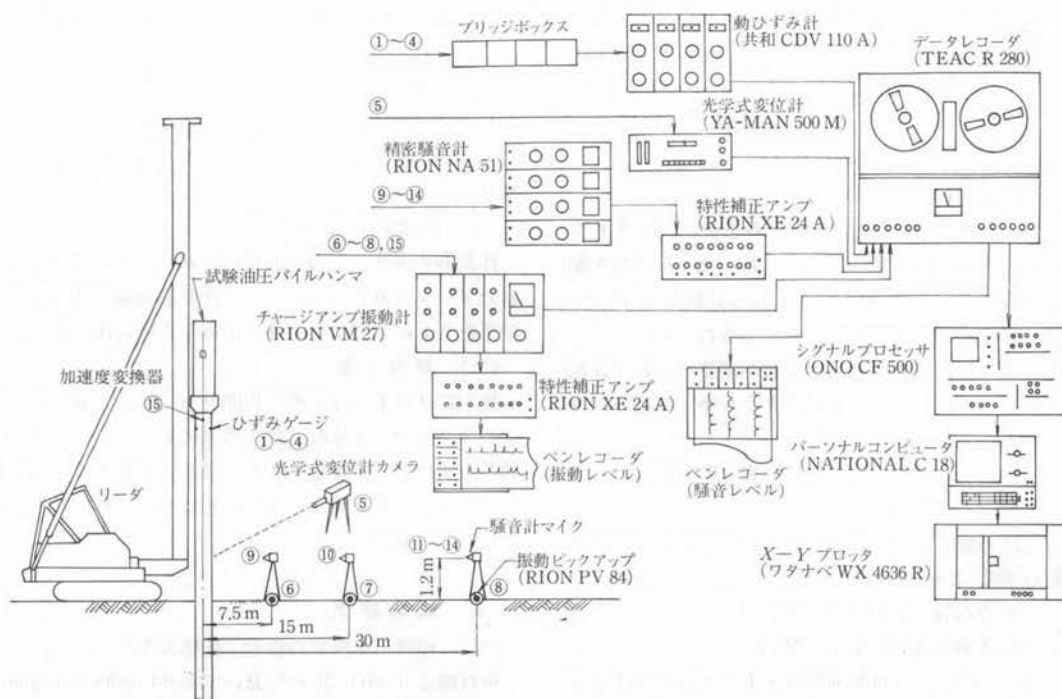 ①〜④
ブリッジボックス
動ひずみ計
(共和 CDV 110 A)
データレコーダ
(TEAC R 280)
⑤
光学式変位計
(YA-MAN 500 M)
精密騒音計
(RION NA 51)
⑨〜⑭
特性補正アンプ
(RION XE 24 A)
⑥〜⑧,⑮
試験油圧パイルハンマ
チャージアンプ振動計
(RION VM 27)
シグナルプロセッサ
(ONO CF 500)
加速度変換器
⑮
特性補正アンプ
(RION XE 24 A)
ひずみゲージ
①〜④
ペンレコーダ
(振動レベル)
ペンレコーダ
(騒音レベル)
パーソナルコンピュータ
(NATIONAL C 18)
光学式変位計カメラ
⑤
リーダ
騒音計マイク
⑨
⑩
⑪〜⑭
1.2 m
振動ピックアップ
(RION PV 84)
X－Y プロッタ
(ワタナベ WX 4636 R)
⑥
⑦
⑧
7.5 m
15 m
30 m